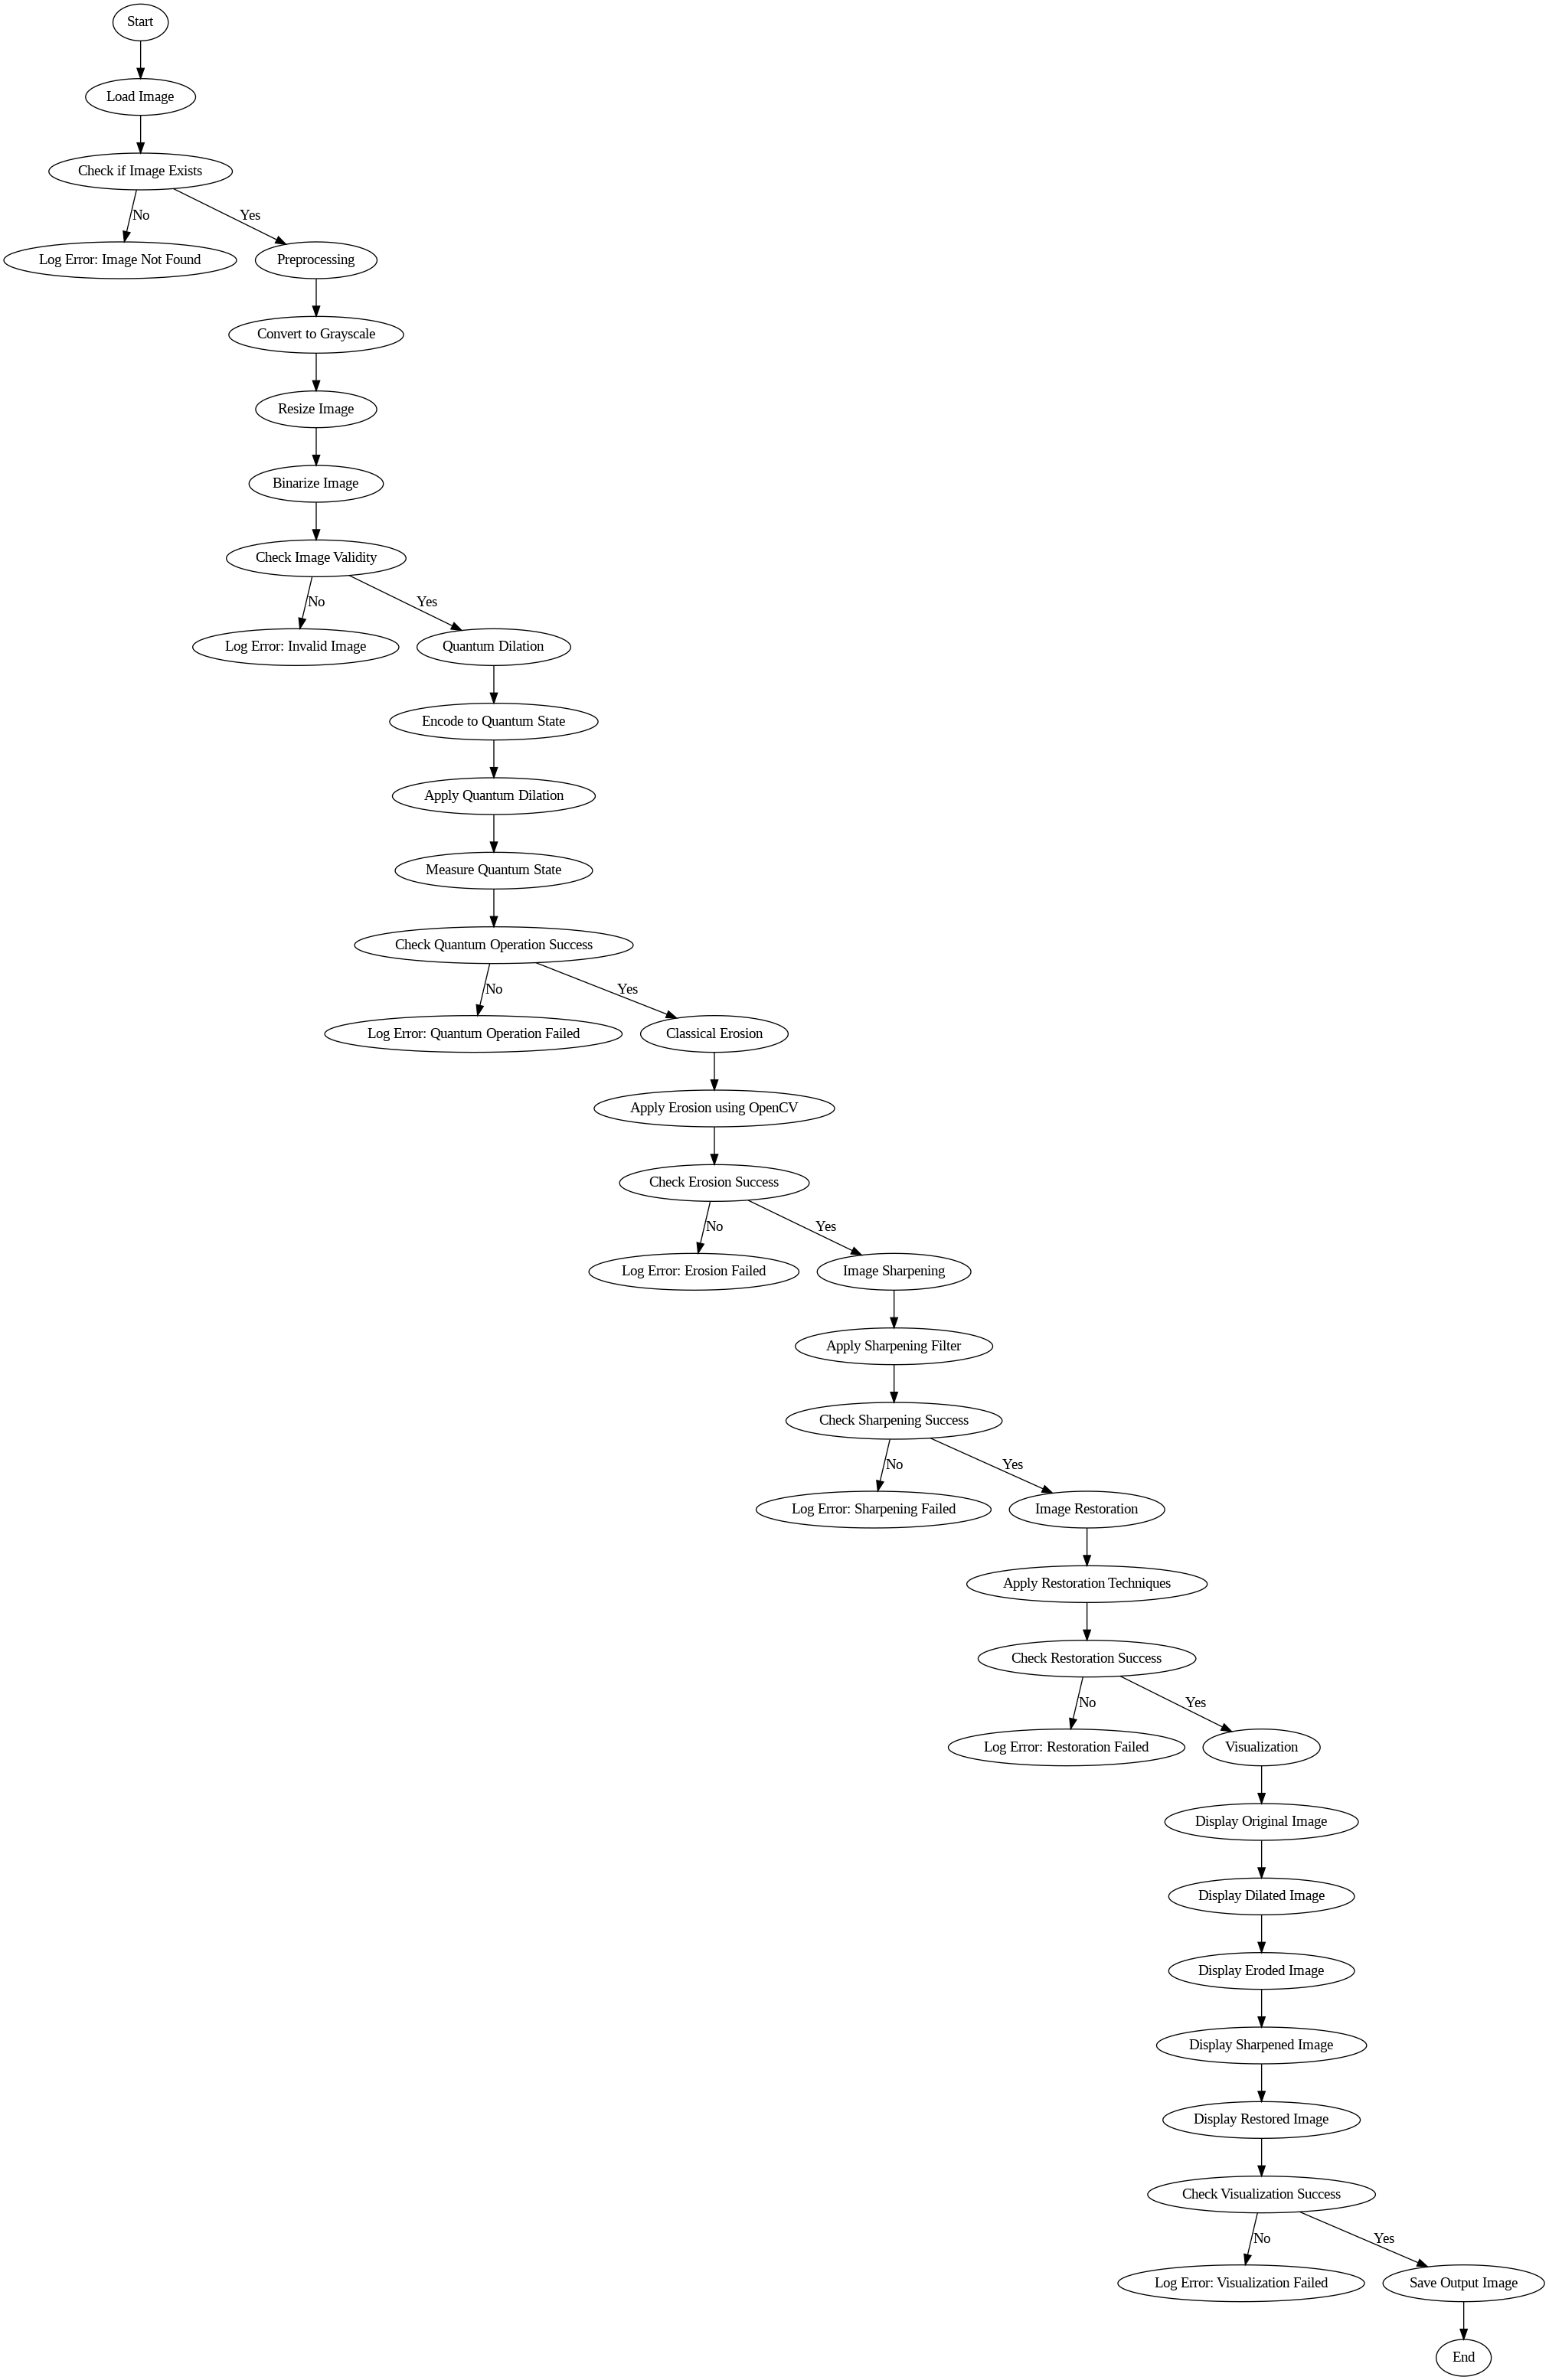 Start
Load Image
Check if Image Exists
No
Yes
Log Error: Image Not Found
Preprocessing
Convert to Grayscale
Resize Image
Binarize Image
Check Image Validity
No
Yes
Log Error: Invalid Image
Quantum Dilation
Encode to Quantum State
Apply Quantum Dilation
Measure Quantum State
Check Quantum Operation Success
No
Yes
Log Error: Quantum Operation Failed
Classical Erosion
Apply Erosion using OpenCV
Check Erosion Success
No
Yes
Log Error: Erosion Failed
Image Sharpening
Apply Sharpening Filter
Check Sharpening Success
No
Yes
Log Error: Sharpening Failed
Image Restoration
Apply Restoration Techniques
Check Restoration Success
No
Yes
Log Error: Restoration Failed
Visualization
Display Original Image
Display Dilated Image
Display Eroded Image
Display Sharpened Image
Display Restored Image
Check Visualization Success
No
Yes
Log Error: Visualization Failed
Save Output Image
End